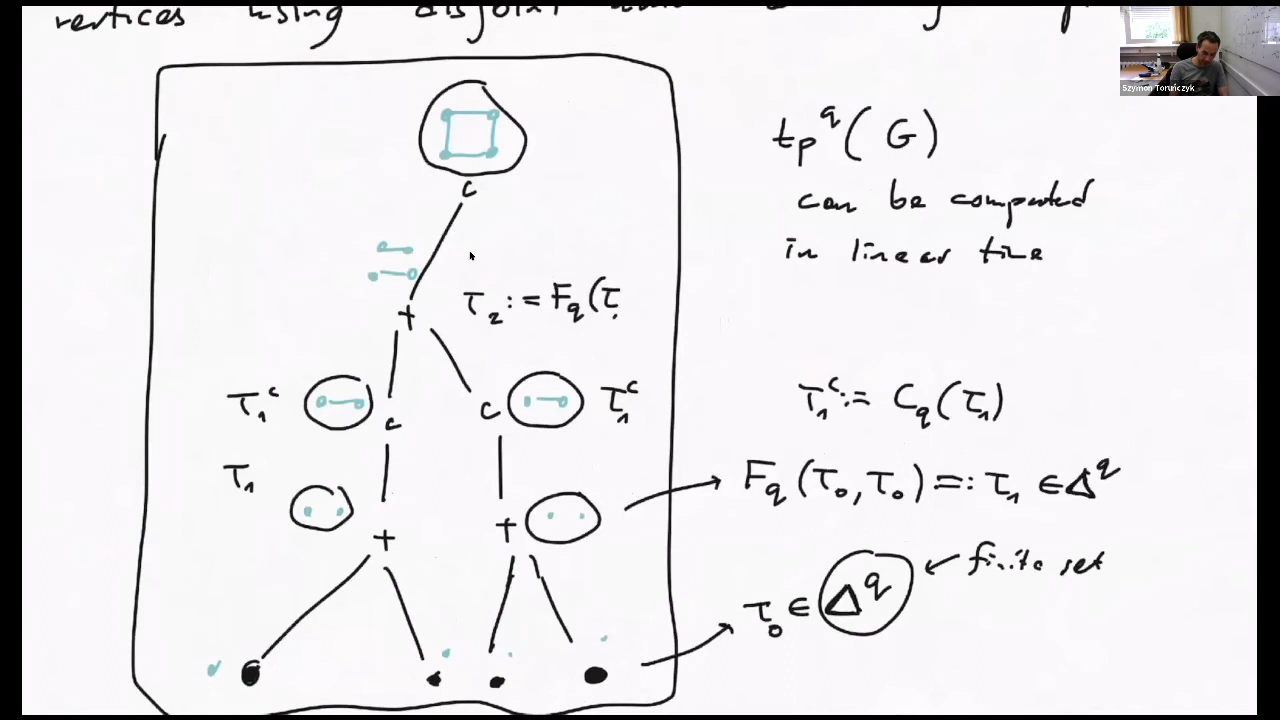 vertices using disjoint
Szymon Toruńczyk
tp^q ( G )
can be computed
in linear time
c
+
τ_2 := F_q(τ
τ_1^c
c
c
τ_1^c
τ_1^c := C_q(τ_1)
τ_1
+
+
F_q (τ_0, τ_0) =: τ_1 ∈ Δ^q
τ_0 ∈ Δ^q
← finite set